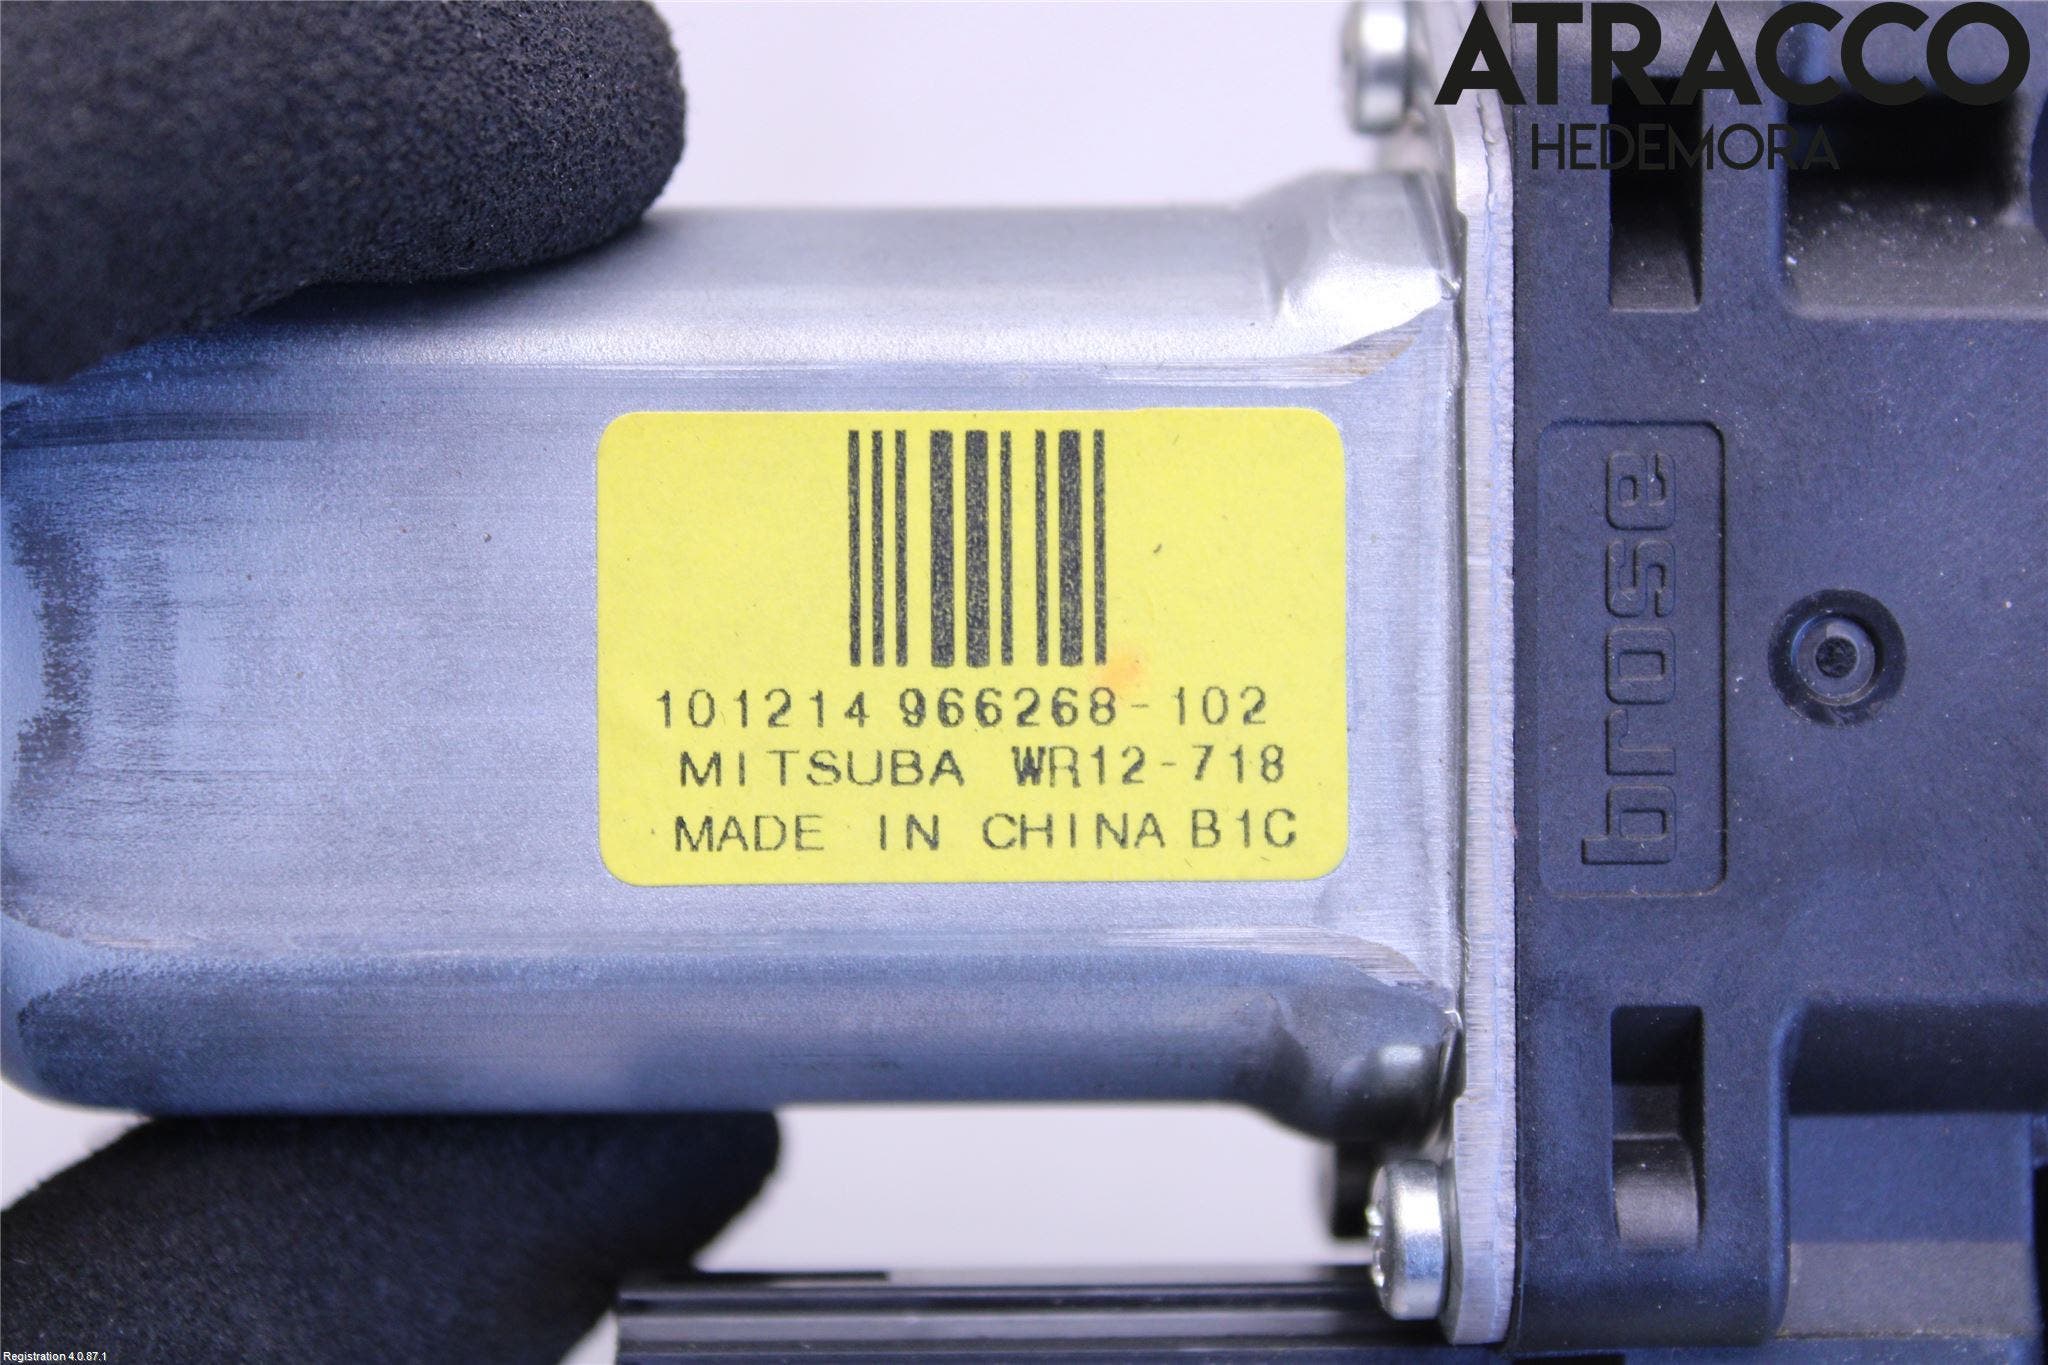 ATRACCO
HEDEMORA
101214 966268-102
MITSUBA WR12-718
MADE IN CHINA B1C
brose
Registration 4.0.87.1